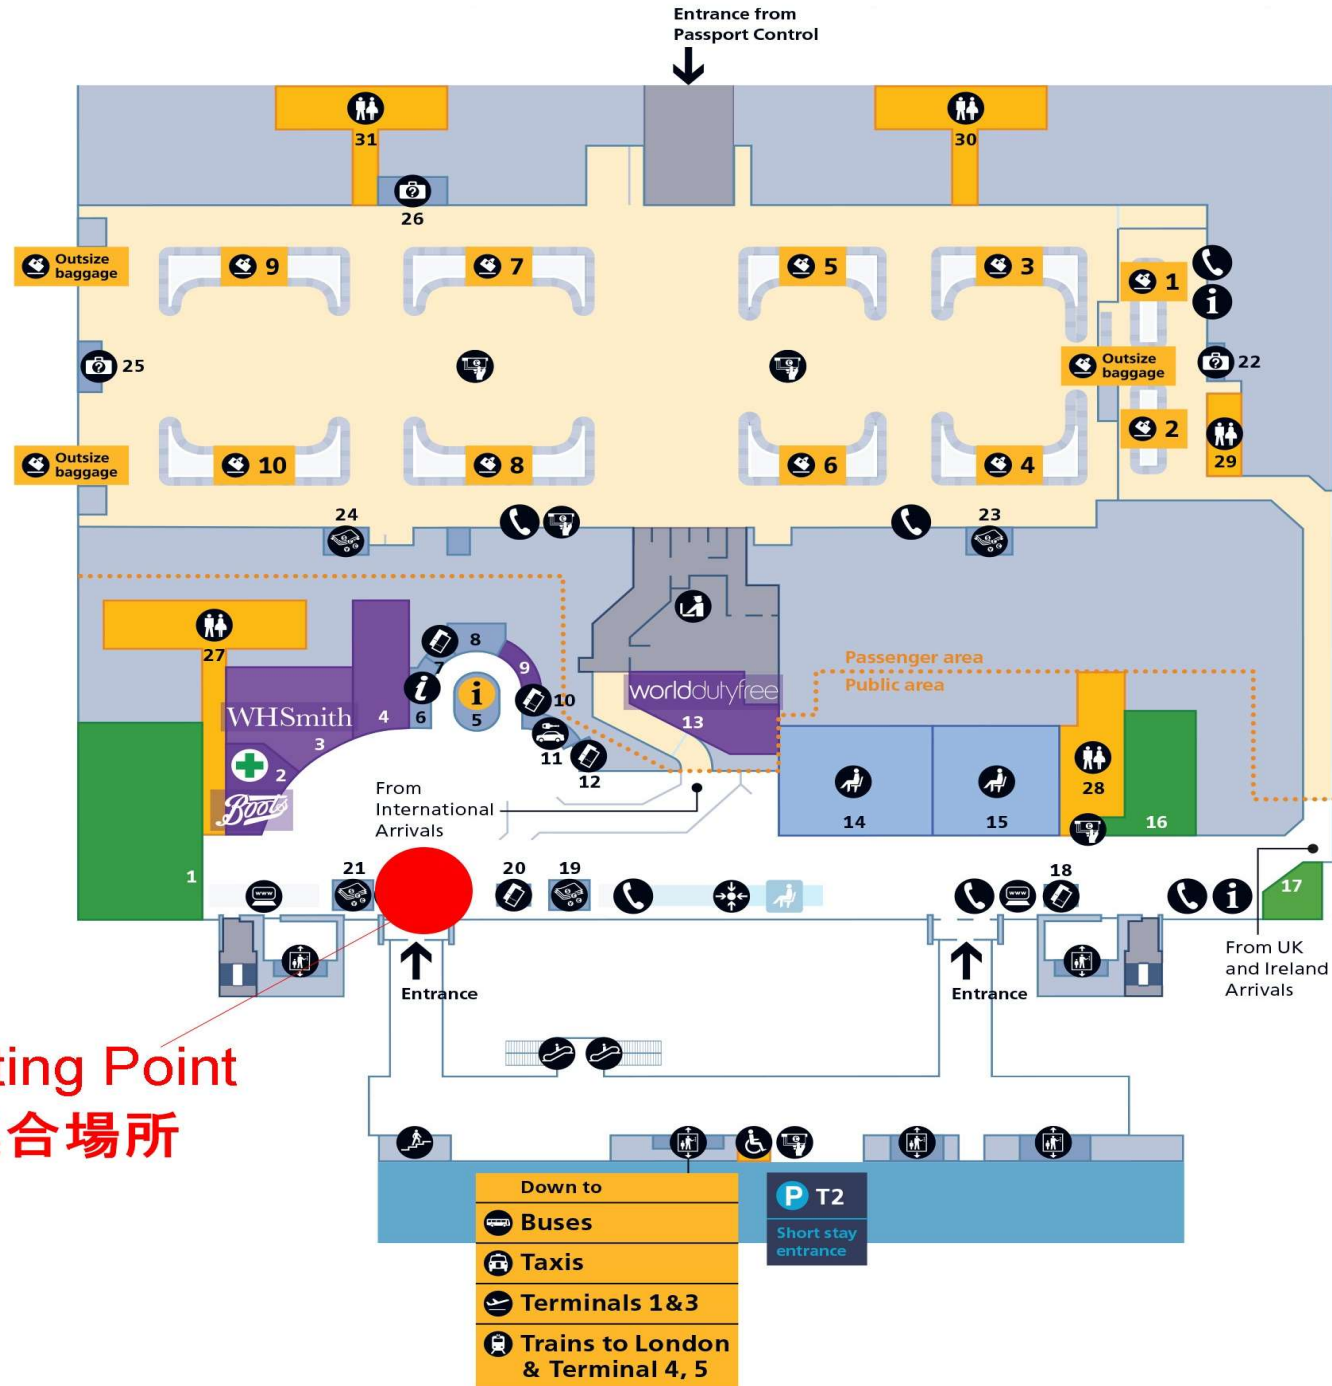 Entrance from
Passport Control
31
30
26
Outsize
baggage
9
7
5
3
1
25
Outsize
baggage
22
Outsize
baggage
10
8
6
4
2
29
24
23
27
8
7
9
Passenger area
Public area
worlddutyfree
13
WHSmith
4
6
5
10
3
11
12
2
Boots
From
International
Arrivals
14
15
28
16
1
21
20
19
18
17
Entrance
Entrance
From UK
and Ireland
Arrivals
ting Point
合場所
Down to
Buses
Taxis
Terminals 1&3
Trains to London
& Terminal 4, 5
P T2
Short stay
entrance